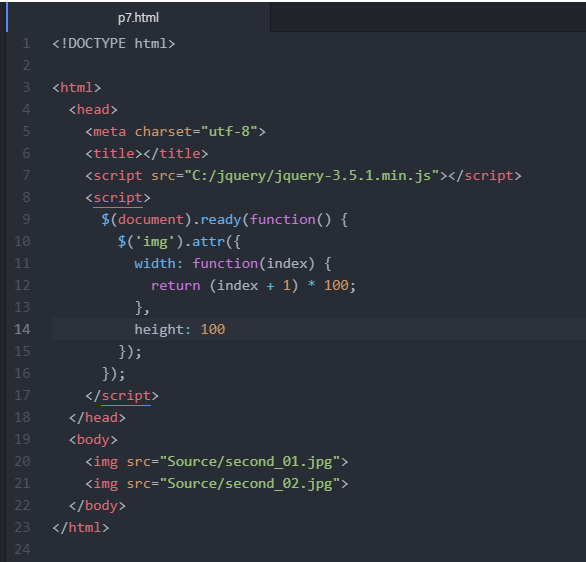 p7.html
1 <!DOCTYPE html>
2
3 <html>
4   <head>
5     <meta charset="utf-8">
6     <title></title>
7     <script src="C:/jquery/jquery-3.5.1.min.js"></script>
8     <script>
9       $(document).ready(function() {
10         $('img').attr({
11           width: function(index) {
12             return (index + 1) * 100;
13           },
14           height: 100
15         });
16       });
17     </script>
18   </head>
19   <body>
20     <img src="Source/second_01.jpg">
21     <img src="Source/second_02.jpg">
22   </body>
23 </html>
24